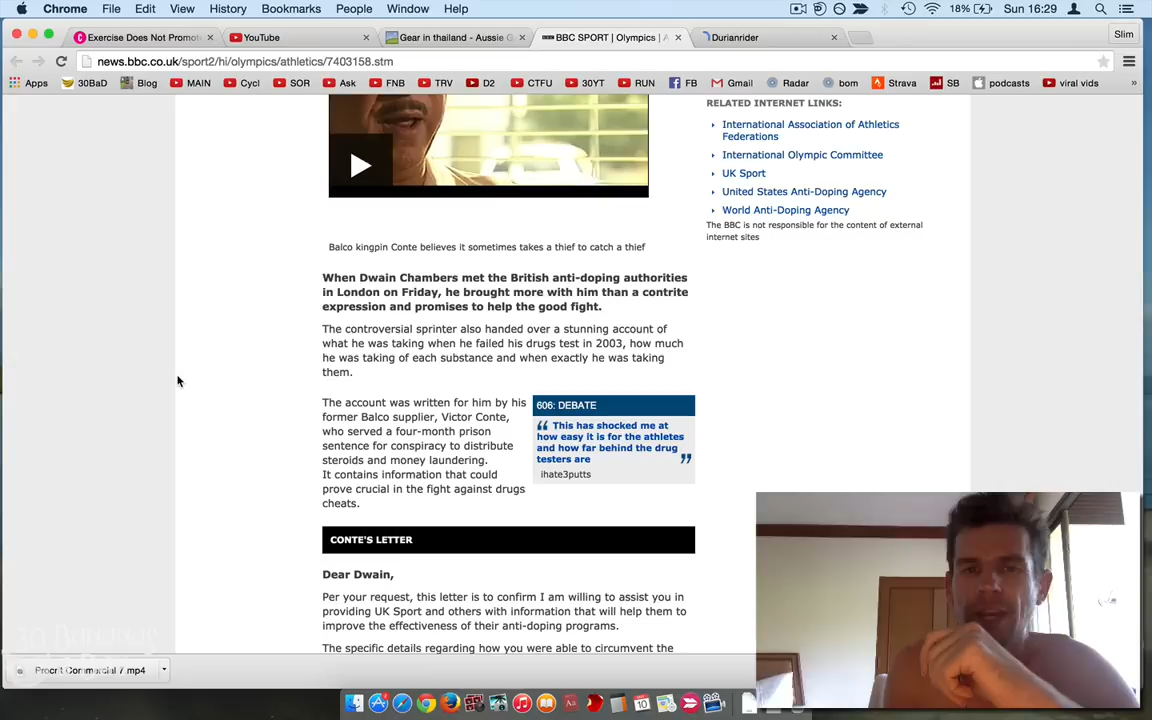 Chrome File Edit View History Bookmarks People Window Help 18% Sun 16:29
Exercise Does Not Promot
YouTube
Gear in thailand - Aussie G
BBC SPORT | Olympics | A
Durianrider
Slim
news.bbc.co.uk/sport2/hi/olympics/athletics/7403158.stm
Apps 30BaD Blog MAIN Cycl SOR Ask FNB TRV D2 CTFU 30YT RUN FB Gmail Radar bom Strava SB podcasts viral vids »
RELATED INTERNET LINKS:
International Association of Athletics
Federations
International Olympic Committee
UK Sport
United States Anti-Doping Agency
World Anti-Doping Agency
The BBC is not responsible for the content of external
internet sites
Balco kingpin Conte believes it sometimes takes a thief to catch a thief
When Dwain Chambers met the British anti-doping authorities
in London on Friday, he brought more with him than a contrite
expression and promises to help the good fight.
The controversial sprinter also handed over a stunning account of
what he was taking when he failed his drugs test in 2003, how much
he was taking of each substance and when exactly he was taking
them.
The account was written for him by his
former Balco supplier, Victor Conte,
who served a four-month prison
sentence for conspiracy to distribute
steroids and money laundering.
It contains information that could
prove crucial in the fight against drugs
cheats.
606: DEBATE
“ This has shocked me at
how easy it is for the athletes
and how far behind the drug
testers are ”
ihate3putts
CONTE'S LETTER
Dear Dwain,
Per your request, this letter is to confirm I am willing to assist you in
providing UK Sport and others with information that will help them to
improve the effectiveness of their anti-doping programs.
The specific details regarding how you were able to circumvent the
Procrit Commercial 7.mp4
10